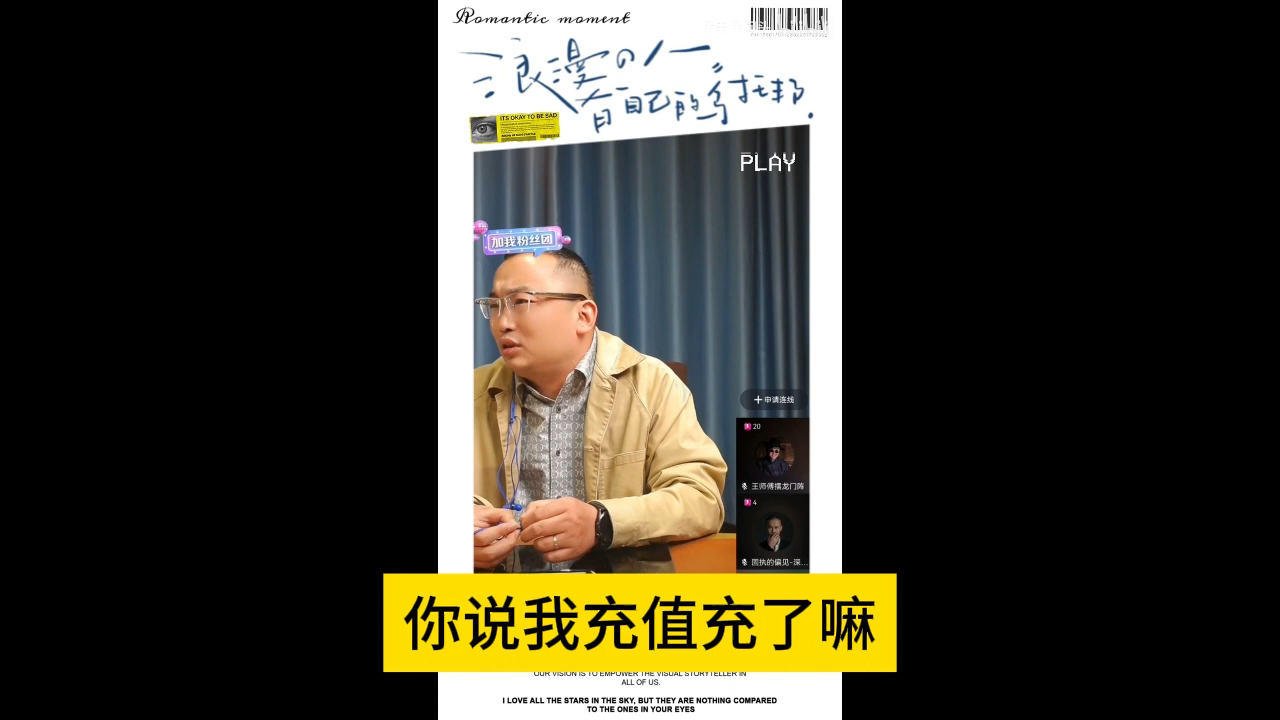 Romantic moment
浪漫の人
有自己的乌托邦.
ITS OKAY TO BE SAD
PLAY
加我粉丝团
+ 申请连线
20
王师傅摆龙门阵
4
固执的偏见-深...
你说我充值充了嘛
OUR VISION IS TO EMPOWER THE VISUAL STORYTELLER IN
ALL OF US.
I LOVE ALL THE STARS IN THE SKY, BUT THEY ARE NOTHING COMPARED
TO THE ONES IN YOUR EYES